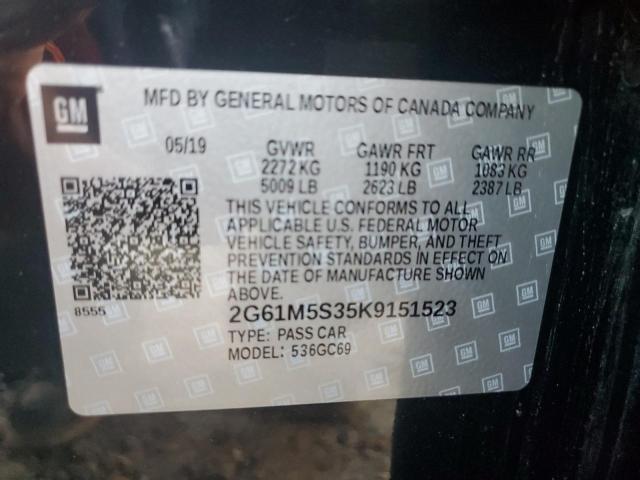 GM
MFD BY GENERAL MOTORS OF CANADA COMPANY
05/19 GVWR GAWR FRT GAWR RR
2272 KG 1190 KG 1083 KG
5009 LB 2623 LB 2387 LB
THIS VEHICLE CONFORMS TO ALL
APPLICABLE U.S. FEDERAL MOTOR
VEHICLE SAFETY, BUMPER, AND THEFT
PREVENTION STANDARDS IN EFFECT ON
THE DATE OF MANUFACTURE SHOWN
ABOVE.
8555
2G61M5S35K9151523
TYPE: PASS CAR
MODEL: 536GC69